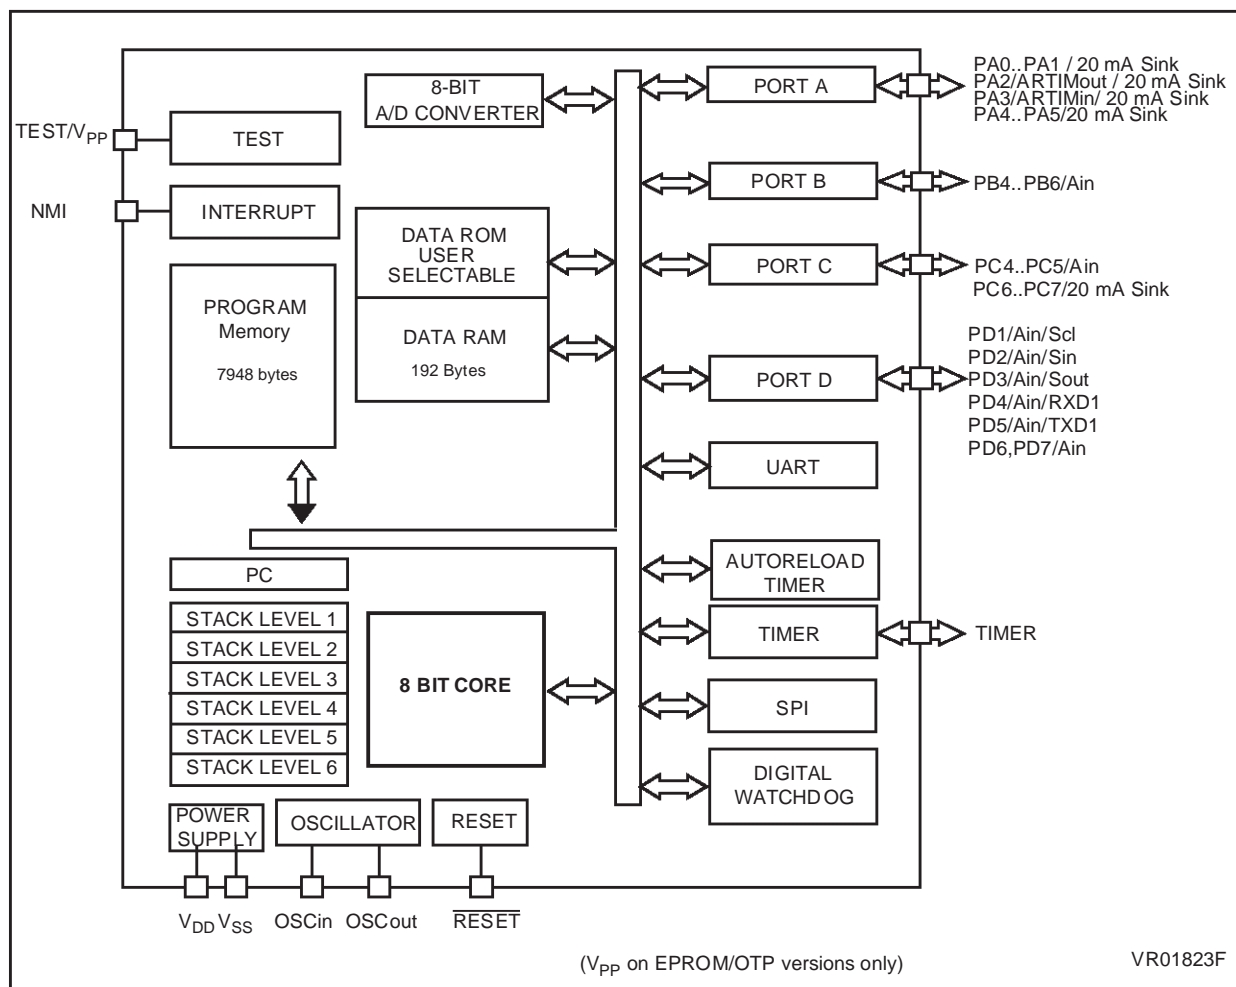 8-BIT
A/D CONVERTER
PORT A
PA0..PA1 / 20 mA Sink
PA2/ARTIMout / 20 mA Sink
PA3/ARTIMin/ 20 mA Sink
PA4..PA5/20 mA Sink
TEST/VPP
TEST
PORT B
PB4..PB6/Ain
NMI
INTERRUPT
DATA ROM
USER
SELECTABLE
PORT C
PC4..PC5/Ain
PC6..PC7/20 mA Sink
PROGRAM
Memory
7948 bytes
DATA RAM
192 Bytes
PORT D
PD1/Ain/Scl
PD2/Ain/Sin
PD3/Ain/Sout
PD4/Ain/RXD1
PD5/Ain/TXD1
PD6,PD7/Ain
UART
PC
AUTORELOAD
TIMER
STACK LEVEL 1
STACK LEVEL 2
STACK LEVEL 3
STACK LEVEL 4
STACK LEVEL 5
STACK LEVEL 6
8 BIT CORE
TIMER
TIMER
SPI
DIGITAL
WATCHDOG
POWER
SUPPLY
OSCILLATOR
RESET
VDD VSS
OSCin OSCout
RESET
(VPP on EPROM/OTP versions only)
VR01823F